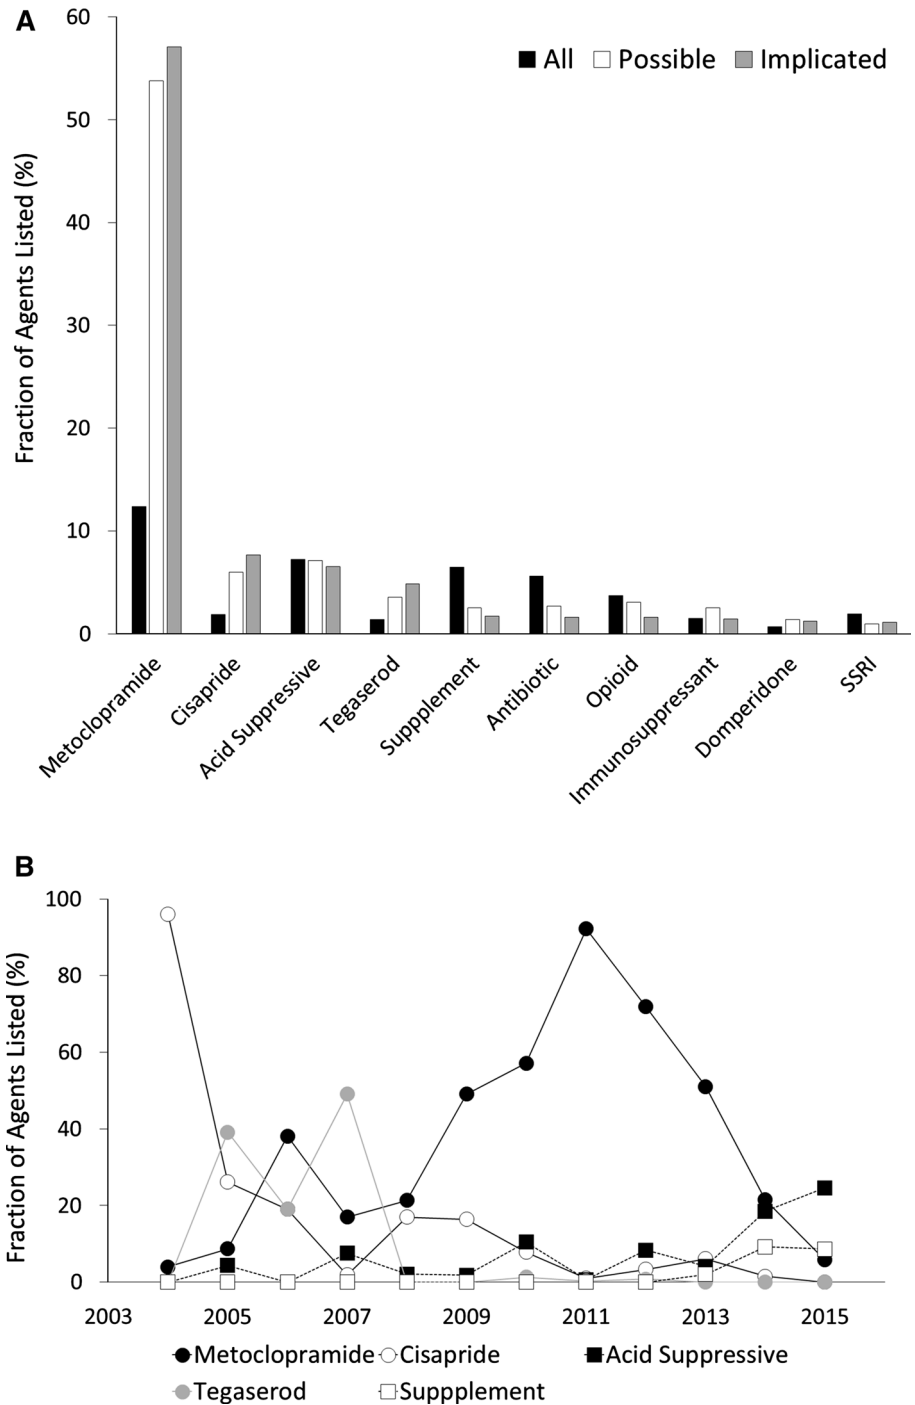 A
60
50
40
30
20
10
0
Fraction of Agents Listed (%)
All Possible Implicated
Metoclopramide
Cisapride
Acid Suppressive
Tegaserod
Suppplement
Antibiotic
Opioid
Immunosuppressant
Domperidone
SSRI
B
100
80
60
40
20
0
Fraction of Agents Listed (%)
2003 2005 2007 2009 2011 2013 2015
Metoclopramide Cisapride Acid Suppressive
Tegaserod Suppplement